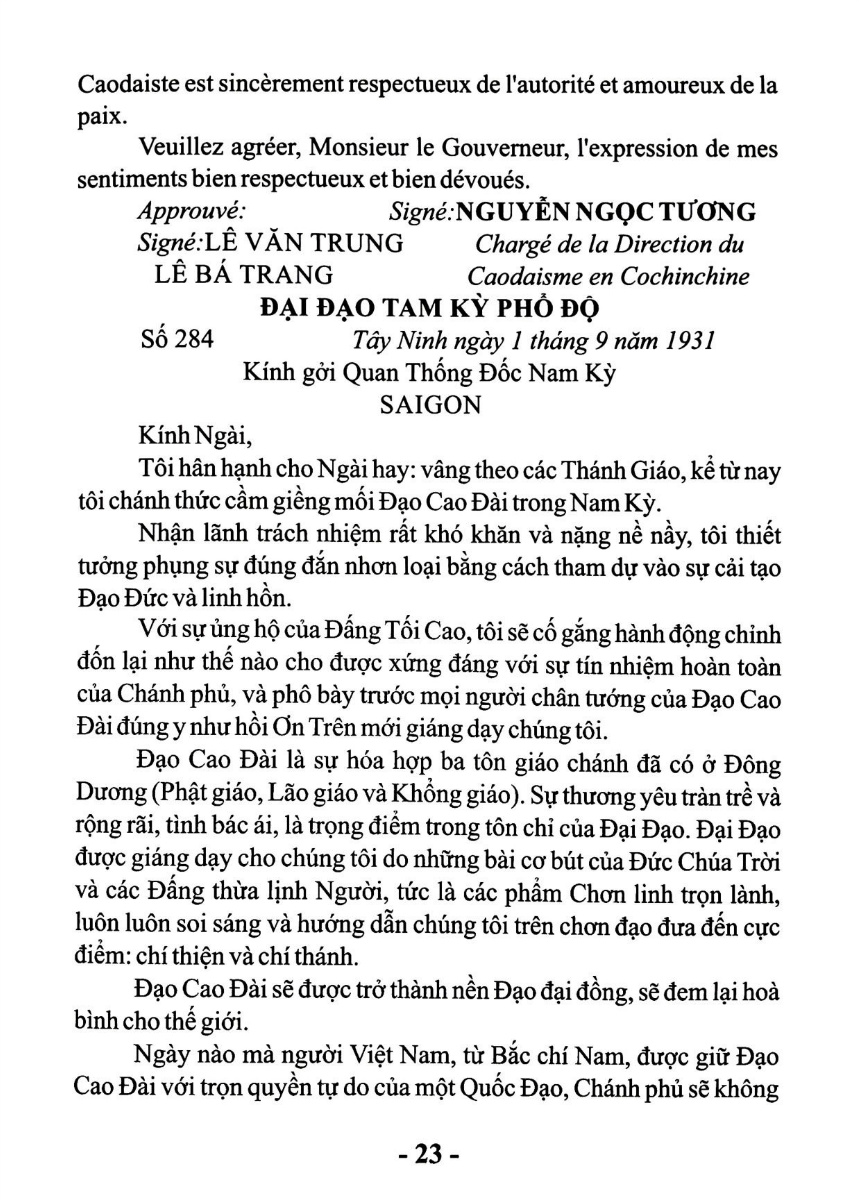 Caodaiste est sincèrement respectueux de l'autorité et amoureux de la
paix.
Veuillez agréer, Monsieur le Gouverneur, l'expression de mes
sentiments bien respectueux et bien dévoués.
Approuvé: Signé:NGUYỄN NGỌC TƯƠNG
Signé:LÊ VĂN TRUNG Chargé de la Direction du
LÊ BÁ TRANG Caodaisme en Cochinchine
ĐẠI ĐẠO TAM KỲ PHỔ ĐỘ
Số 284 Tây Ninh ngày 1 tháng 9 năm 1931
Kính gởi Quan Thống Đốc Nam Kỳ
SAIGON
Kính Ngài,
Tôi hân hạnh cho Ngài hay: vâng theo các Thánh Giáo, kể từ nay
tôi chánh thức cầm giềng mối Đạo Cao Đài trong Nam Kỳ.
Nhận lãnh trách nhiệm rất khó khăn và nặng nề nầy, tôi thiết
tưởng phụng sự đúng đắn nhơn loại bằng cách tham dự vào sự cải tạo
Đạo Đức và linh hồn.
Với sự ủng hộ của Đấng Tối Cao, tôi sẽ cố gắng hành động chỉnh
đốn lại như thế nào cho được xứng đáng với sự tín nhiệm hoàn toàn
của Chánh phủ, và phô bày trước mọi người chân tướng của Đạo Cao
Đài đúng y như hồi Ơn Trên mới giáng dạy chúng tôi.
Đạo Cao Đài là sự hóa hợp ba tôn giáo chánh đã có ở Đông
Dương (Phật giáo, Lão giáo và Khổng giáo). Sự thương yêu tràn trề và
rộng rãi, tình bác ái, là trọng điểm trong tôn chỉ của Đại Đạo. Đại Đạo
được giáng dạy cho chúng tôi do những bài cơ bút của Đức Chúa Trời
và các Đấng thừa lịnh Người, tức là các phẩm Chơn linh trọn lành,
luôn luôn soi sáng và hướng dẫn chúng tôi trên chơn đạo đưa đến cực
điểm: chí thiện và chí thánh.
Đạo Cao Đài sẽ được trở thành nền Đạo đại đồng, sẽ đem lại hoà
bình cho thế giới.
Ngày nào mà người Việt Nam, từ Bắc chí Nam, được giữ Đạo
Cao Đài với trọn quyền tự do của một Quốc Đạo, Chánh phủ sẽ không
- 23 -